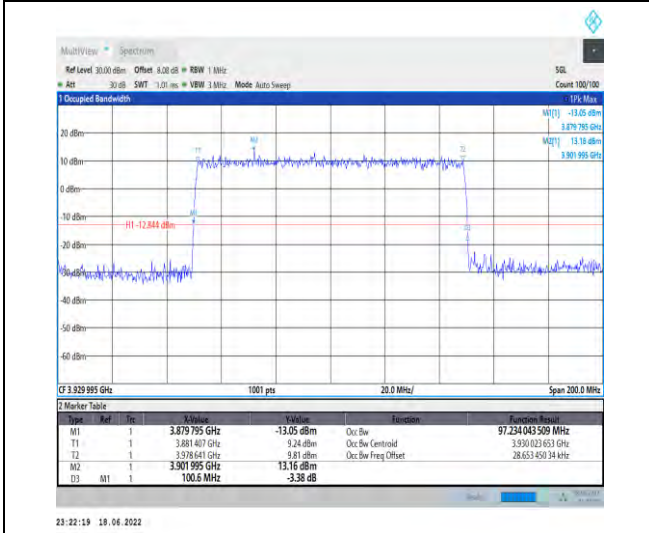 MultiView Spectrum
Ref Level 30.00 dBm Offset 8.00 dB RBW 1 MHz SGL
Att 30 dB SWT 1.01 ms VBW 3 MHz Mode Auto Sweep Count 100/100
1 Occupied Bandwidth 1Pk Max
M1[1] -13.05 dBm
3.879 795 GHz
20 dBm M2[1] 13.16 dBm
M2
3.901 995 GHz
T1 T2
10 dBm
0 dBm
-10 dBm M1
H1 -12.844 dBm
D3
-20 dBm
-30 dBm
-40 dBm
-50 dBm
-60 dBm
CF 3.929 995 GHz 1001 pts 20.0 MHz/ Span 200.0 MHz
2 Marker Table
Type Ref Trc X-Value Y-Value Function Function Result
M1 1 3.879 795 GHz -13.05 dBm Occ Bw 97.234 043 509 MHz
T1 1 3.881 407 GHz 9.24 dBm Occ Bw Centroid 3.930 023 653 GHz
T2 1 3.978 641 GHz 9.81 dBm Occ Bw Freq Offset 28.653 450 34 kHz
M2 1 3.901 995 GHz 13.16 dBm
D3 M1 1 100.6 MHz -3.38 dB
23:22:19 18.06.2022